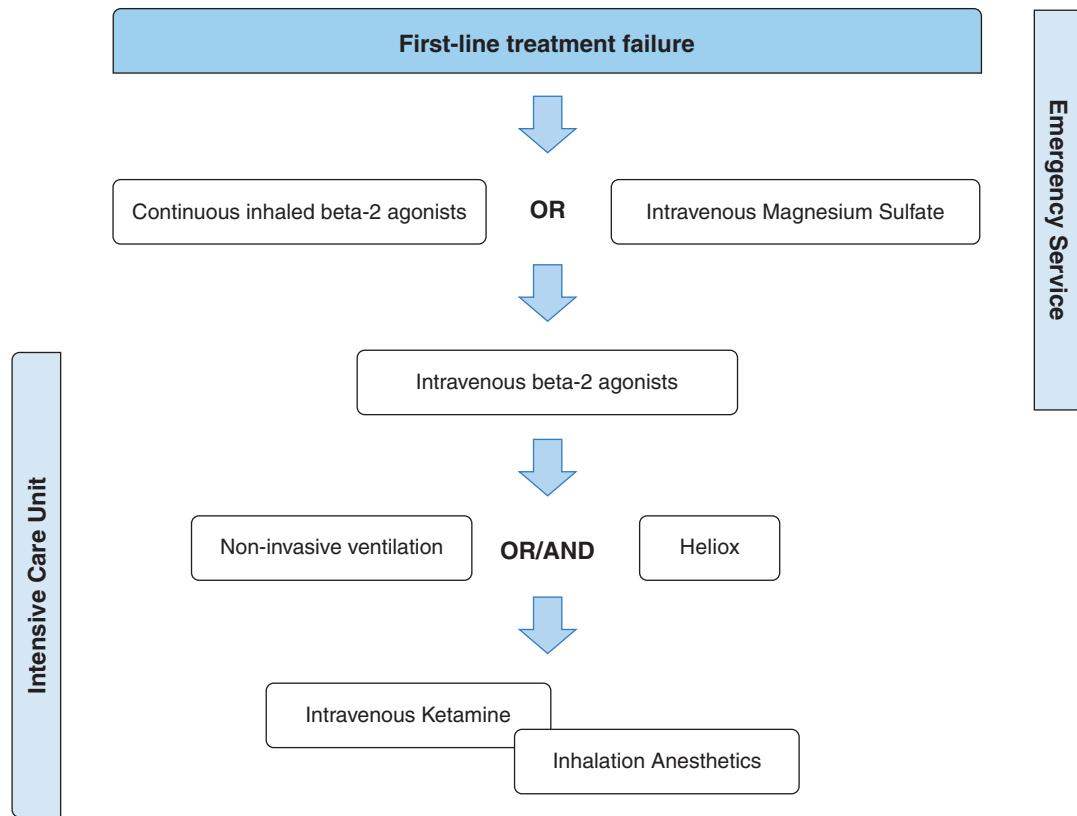 First-line treatment failure
Emergency Service
Continuous inhaled beta-2 agonists
OR
Intravenous Magnesium Sulfate
Intravenous beta-2 agonists
Intensive Care Unit
Non-invasive ventilation
OR/AND
Heliox
Intravenous Ketamine
Inhalation Anesthetics